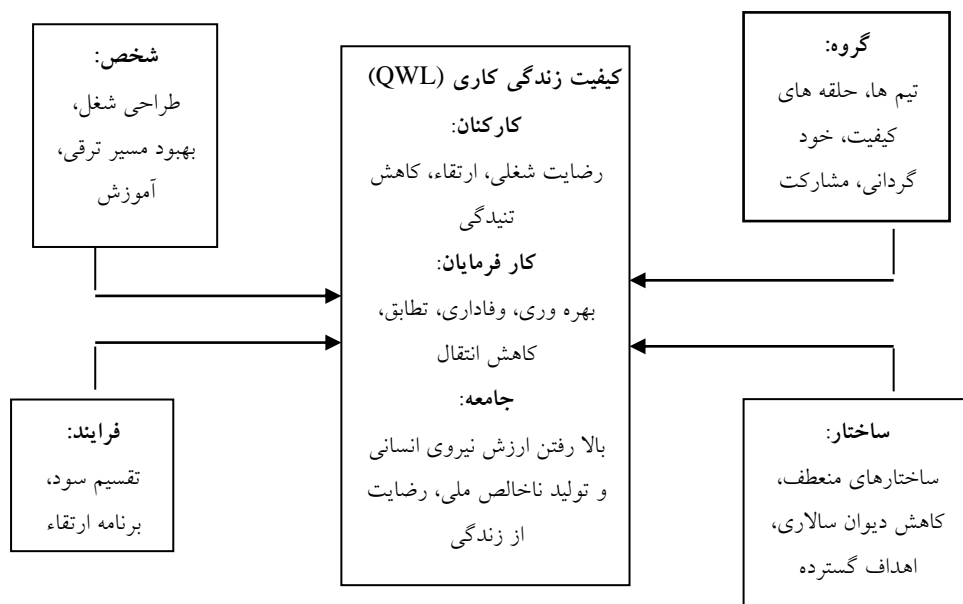 گروه:
تیم ها، حلقه های
کیفیت، خود
گردانی، مشارکت
کیفیت زندگی کاری (QWL)
کارکنان:
رضایت شغلی، ارتقاء، کاهش
تنیدگی
کار فرمایان:
بهره وری، وفاداری، تطابق،
کاهش انتقال
جامعه:
بالا رفتن ارزش نیروی انسانی
و تولید ناخالص ملی، رضایت
از زندگی
شخص:
طراحی شغل،
بهبود مسیر ترقی،
آموزش
ساختار:
ساختارهای منعطف،
کاهش دیوان سالاری،
اهداف گسترده
فرایند:
تقسیم سود،
برنامه ارتقاء